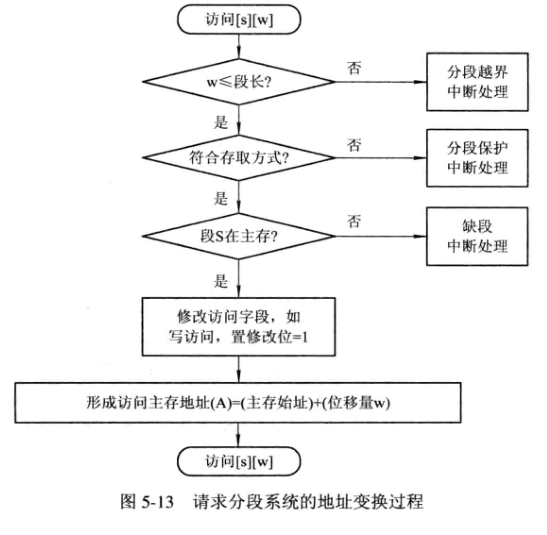 访问[s][w]
w≤段长?
否
分段越界
中断处理
是
符合存取方式?
否
分段保护
中断处理
是
段S在主存?
否
缺段
中断处理
是
修改访问字段，如
写访问，置修改位=1
形成访问主存地址(A)=(主存始址)+(位移量w)
访问[s][w]
图 5-13 请求分段系统的地址变换过程